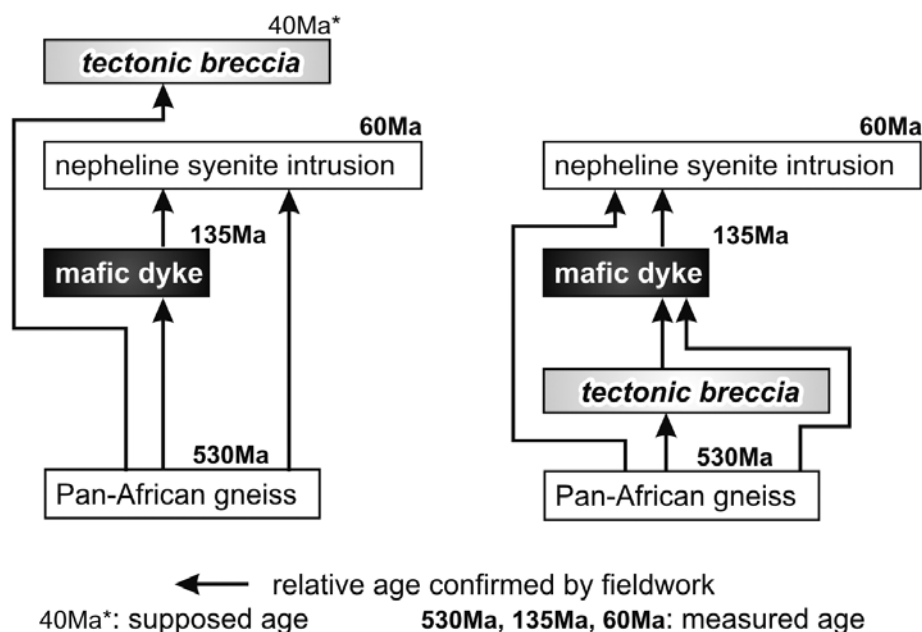 40Ma*
tectonic breccia
60Ma
nepheline syenite intrusion
135Ma
mafic dyke
530Ma
Pan-African gneiss
60Ma
nepheline syenite intrusion
135Ma
mafic dyke
tectonic breccia
530Ma
Pan-African gneiss
relative age confirmed by fieldwork
40Ma*: supposed age 530Ma, 135Ma, 60Ma: measured age